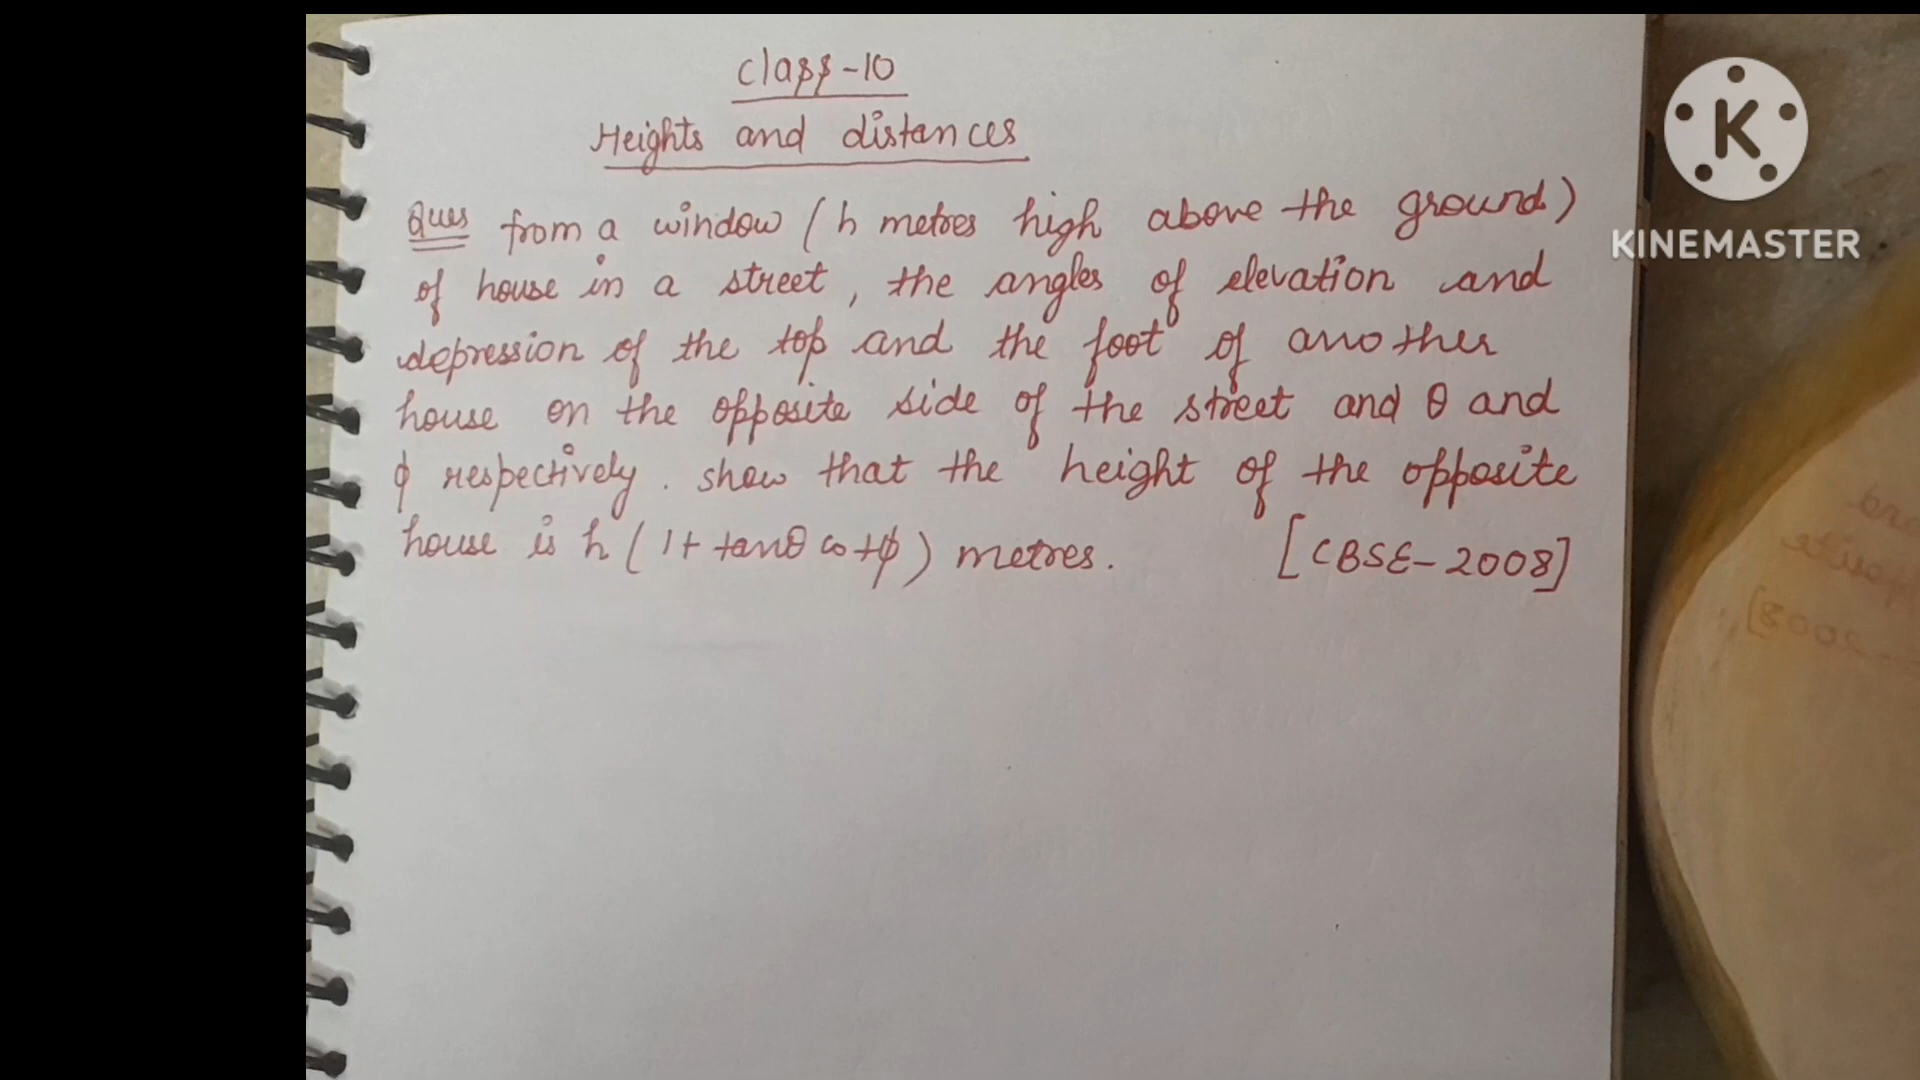 Class-10
Heights and distances
K
KINEMASTER
Ques from a window (h metres high above the ground)
of house in a street, the angles of elevation and
depression of the top and the foot of another
house on the opposite side of the street and θ and
φ respectively. show that the height of the opposite
house is h (1+ tanθ cotφ) metres. [CBSE-2008]